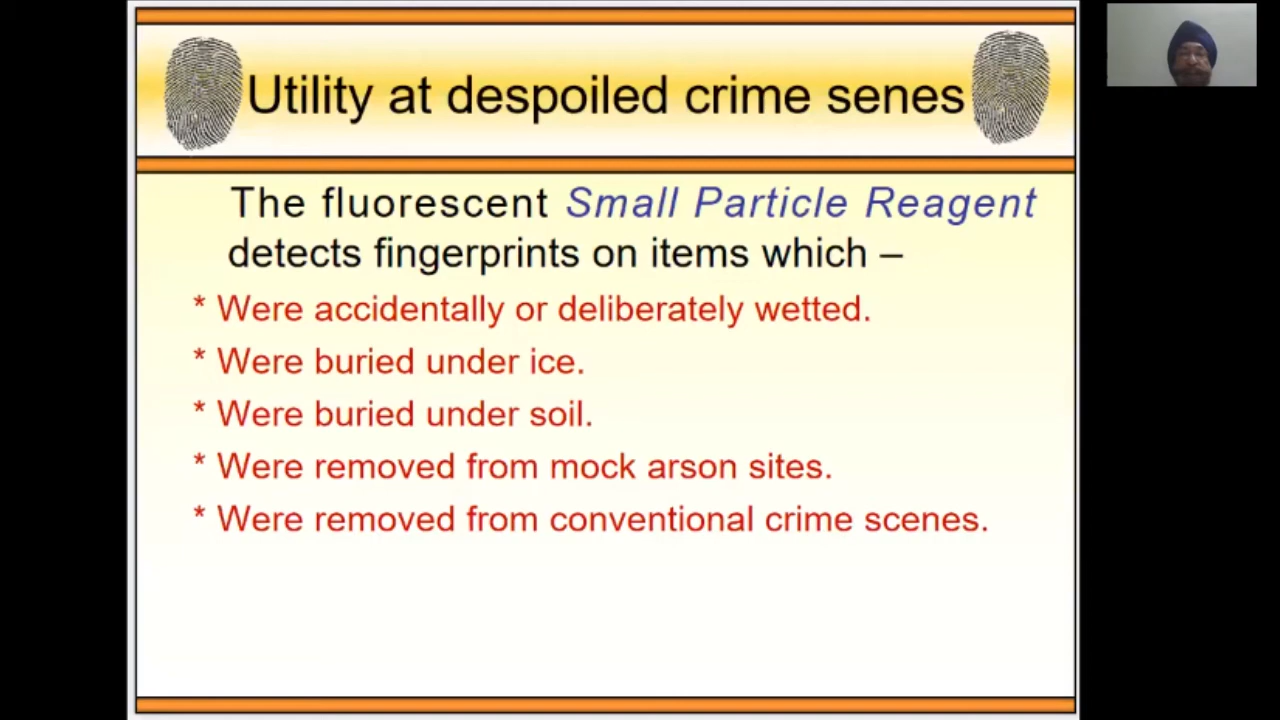 Utility at despoiled crime senes
The fluorescent Small Particle Reagent
detects fingerprints on items which –
* Were accidentally or deliberately wetted.
* Were buried under ice.
* Were buried under soil.
* Were removed from mock arson sites.
* Were removed from conventional crime scenes.